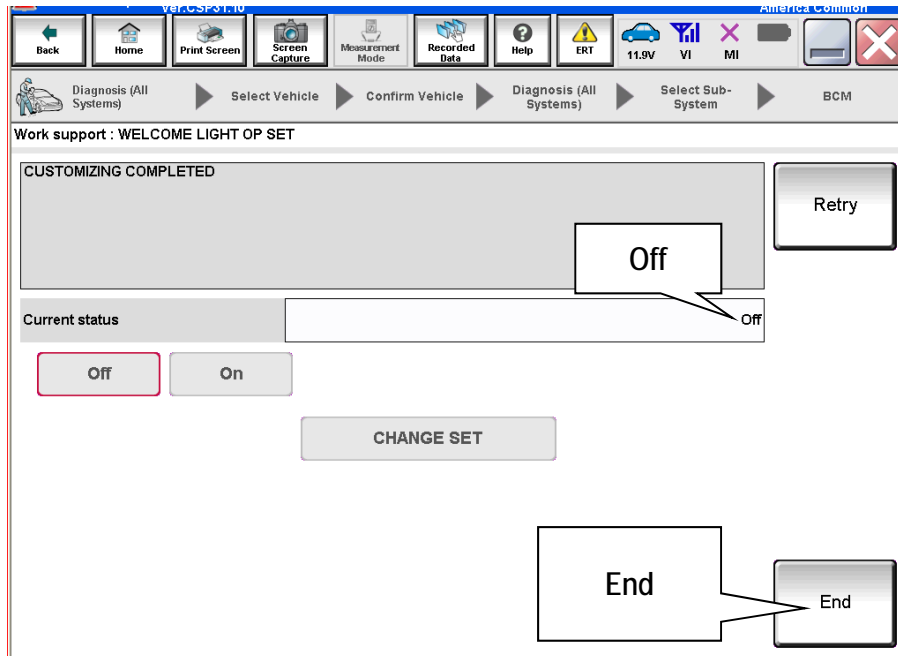 Ver.CSP31.10
America Common
Back
Home
Print Screen
Screen
Capture
Measurement
Mode
Recorded
Data
Help
ERT
11.9V
VI
MI
Diagnosis (All
Systems)
Select Vehicle
Confirm Vehicle
Diagnosis (All
Systems)
Select Sub-
System
BCM
Work support : WELCOME LIGHT OP SET
CUSTOMIZING COMPLETED
Retry
Off
Current status
Off
Off
On
CHANGE SET
End
End